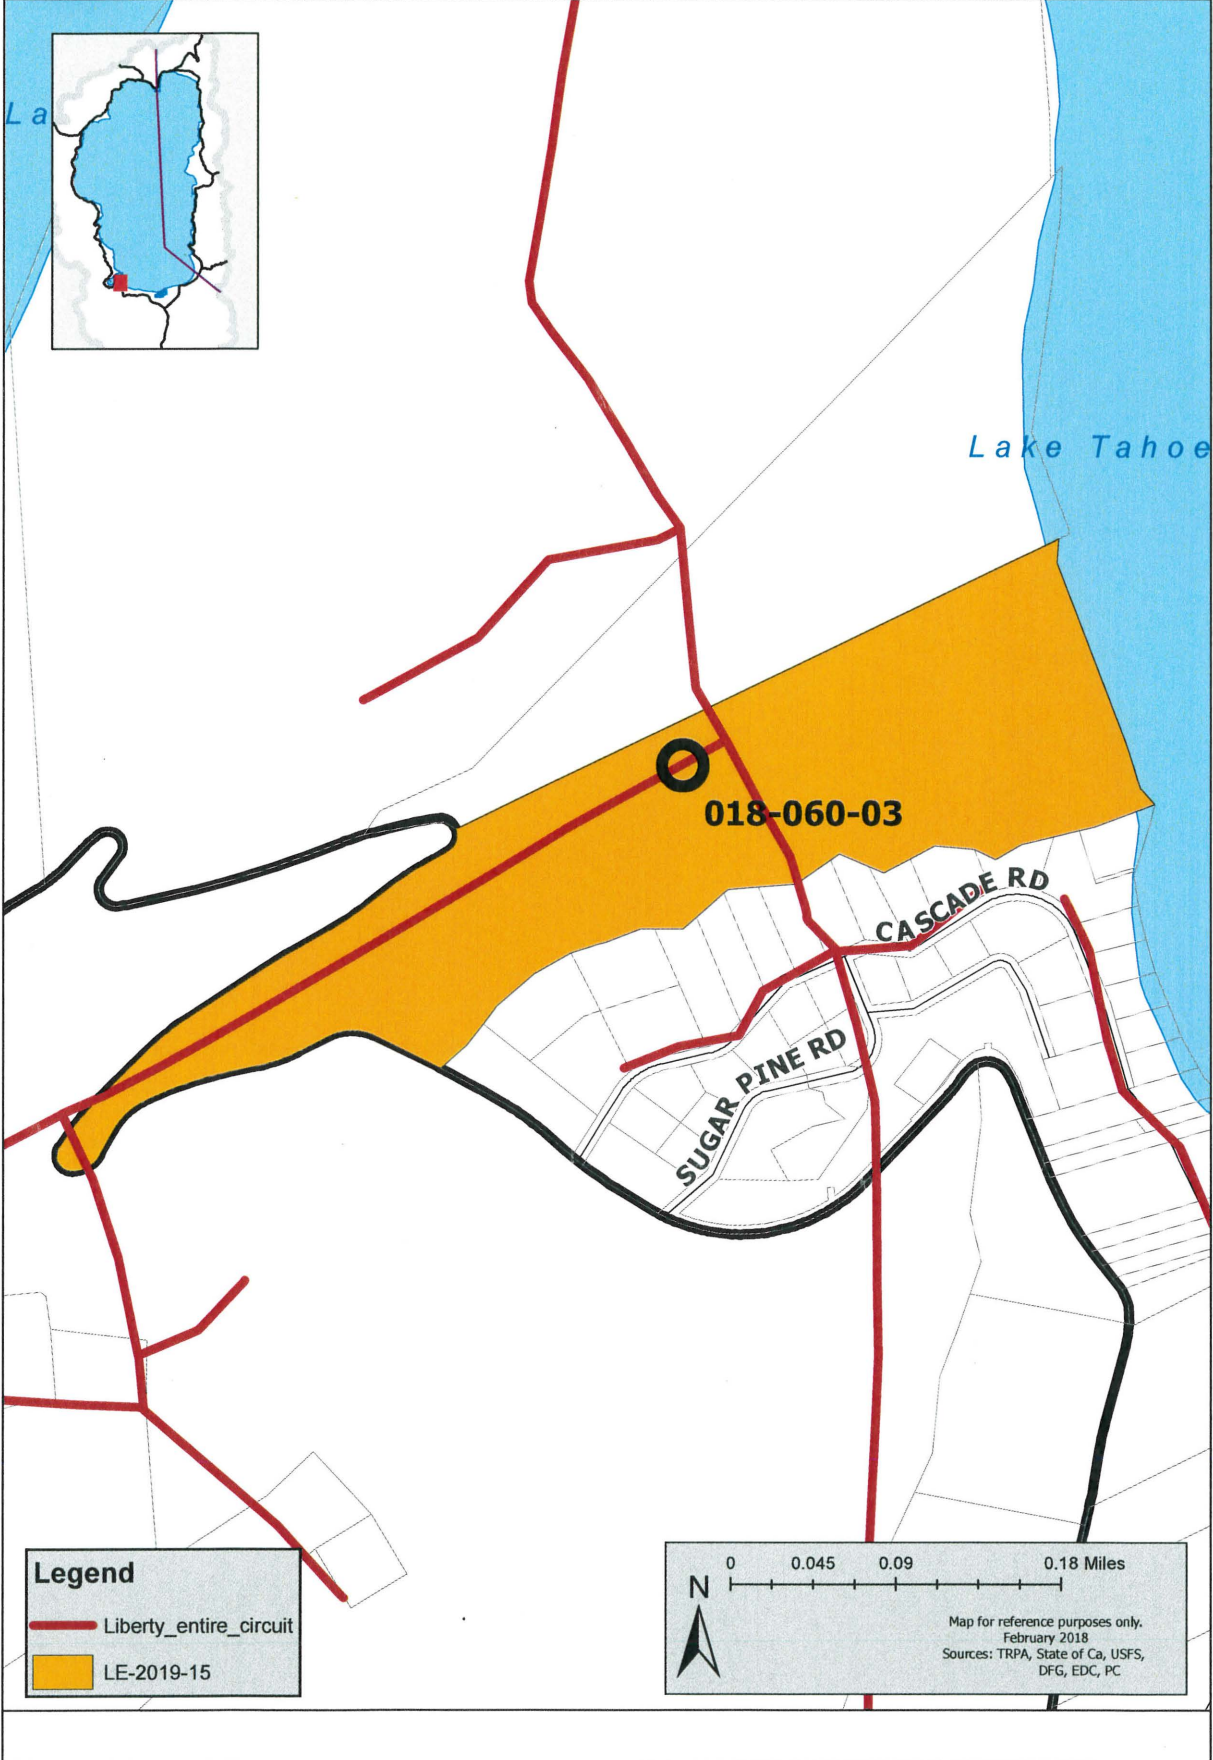 La
Lake Tahoe
018-060-03
CASCADE RD
SUGAR PINE RD
Legend
Liberty_entire_circuit
LE-2019-15
0 0.045 0.09 0.18 Miles
N
Map for reference purposes only.
February 2018
Sources: TRPA, State of Ca, USFS,
DFG, EDC, PC